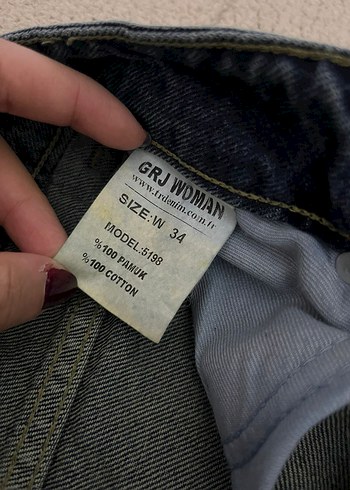 GRJ WOMAN
www.trdenim.com.tr
SIZE:W 34
MODEL:5198
%100 PAMUK
%100 COTTON